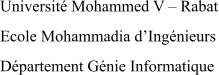 Université Mohammed V – Rabat
Ecole Mohammadia d’Ingénieurs
Département Génie Informatique